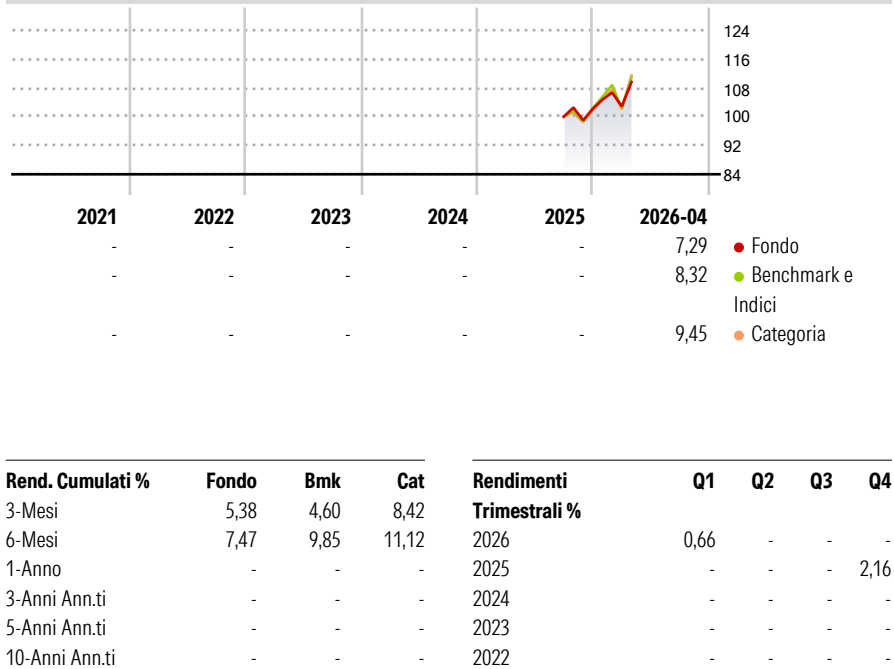 124
116
108
100
92
84
2021 2022 2023 2024 2025 2026-04
- - - - - 7,29 Fondo
- - - - - 8,32 Benchmark e
Indici
- - - - - 9,45 Categoria
Rend. Cumulati % Fondo Bmk Cat
3-Mesi 5,38 4,60 8,42
6-Mesi 7,47 9,85 11,12
1-Anno - - -
3-Anni Ann.ti - - -
5-Anni Ann.ti - - -
10-Anni Ann.ti - - -
Rendimenti Q1 Q2 Q3 Q4
Trimestrali %
2026 0,66 - - -
2025 - - - 2,16
2024 - - - -
2023 - - - -
2022 - - - -